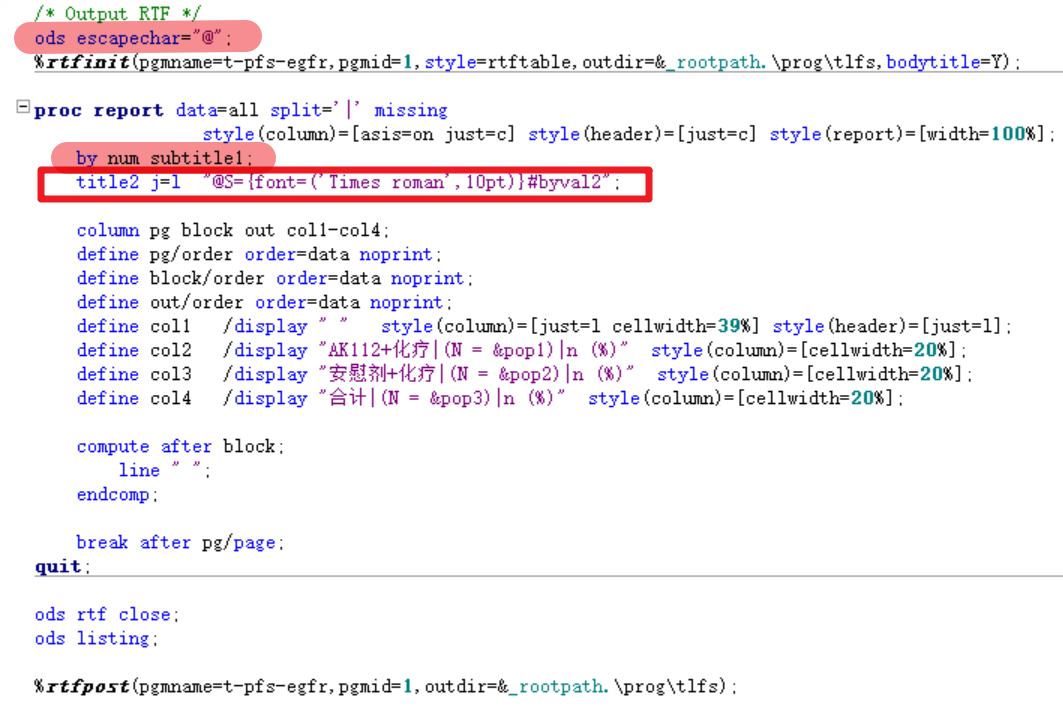 /* Output RTF */
ods escapechar="@";
%rtfinit(pgmname=t-pfs-egfr,pgmid=1,style=rtftable,outdir=&_rootpath.\prog\tlfs,bodytitle=Y);
proc report data=all split='|' missing
style(column)=[asis=on just=c] style(header)=[just=c] style(report)=[width=100%];
by num subtitle1;
title2 j=l "@S={font=('Times roman',10pt)}#byval2";
column pg block out col1-col4;
define pg/order order=data noprint;
define block/order order=data noprint;
define out/order order=data noprint;
define col1 /display " " style(column)=[just=l cellwidth=39%] style(header)=[just=l];
define col2 /display "AK112+化疗|(N = &pop1)|n (%)" style(column)=[cellwidth=20%];
define col3 /display "安慰剂+化疗|(N = &pop2)|n (%)" style(column)=[cellwidth=20%];
define col4 /display "合计|(N = &pop3)|n (%)" style(column)=[cellwidth=20%];
compute after block;
line " ";
endcomp;
break after pg/page;
quit;
ods rtf close;
ods listing;
%rtfpost(pgmname=t-pfs-egfr,pgmid=1,outdir=&_rootpath.\prog\tlfs);